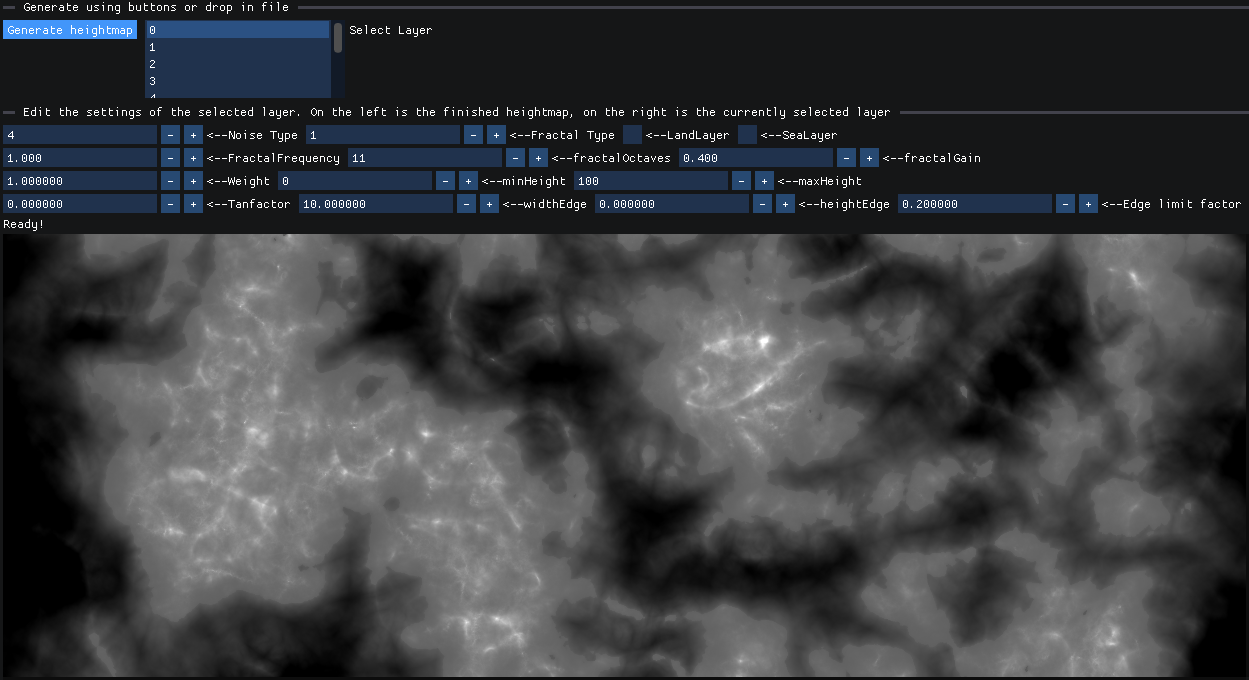 Generate using buttons or drop in file
Generate heightmap 0 Select Layer
1
2
3
Edit the settings of the selected layer. On the left is the finished heightmap, on the right is the currently selected layer
4 - + <--Noise Type 1 - + <--Fractal Type <--LandLayer <--SeaLayer
1.000 - + <--FractalFrequency 11 - + <--fractalOctaves 0.400 - + <--fractalGain
1.000000 - + <--Weight 0 - + <--minHeight 100 - + <--maxHeight
0.000000 - + <--Tanfactor 10.000000 - + <--widthEdge 0.000000 - + <--heightEdge 0.200000 - + <--Edge limit factor
Ready!